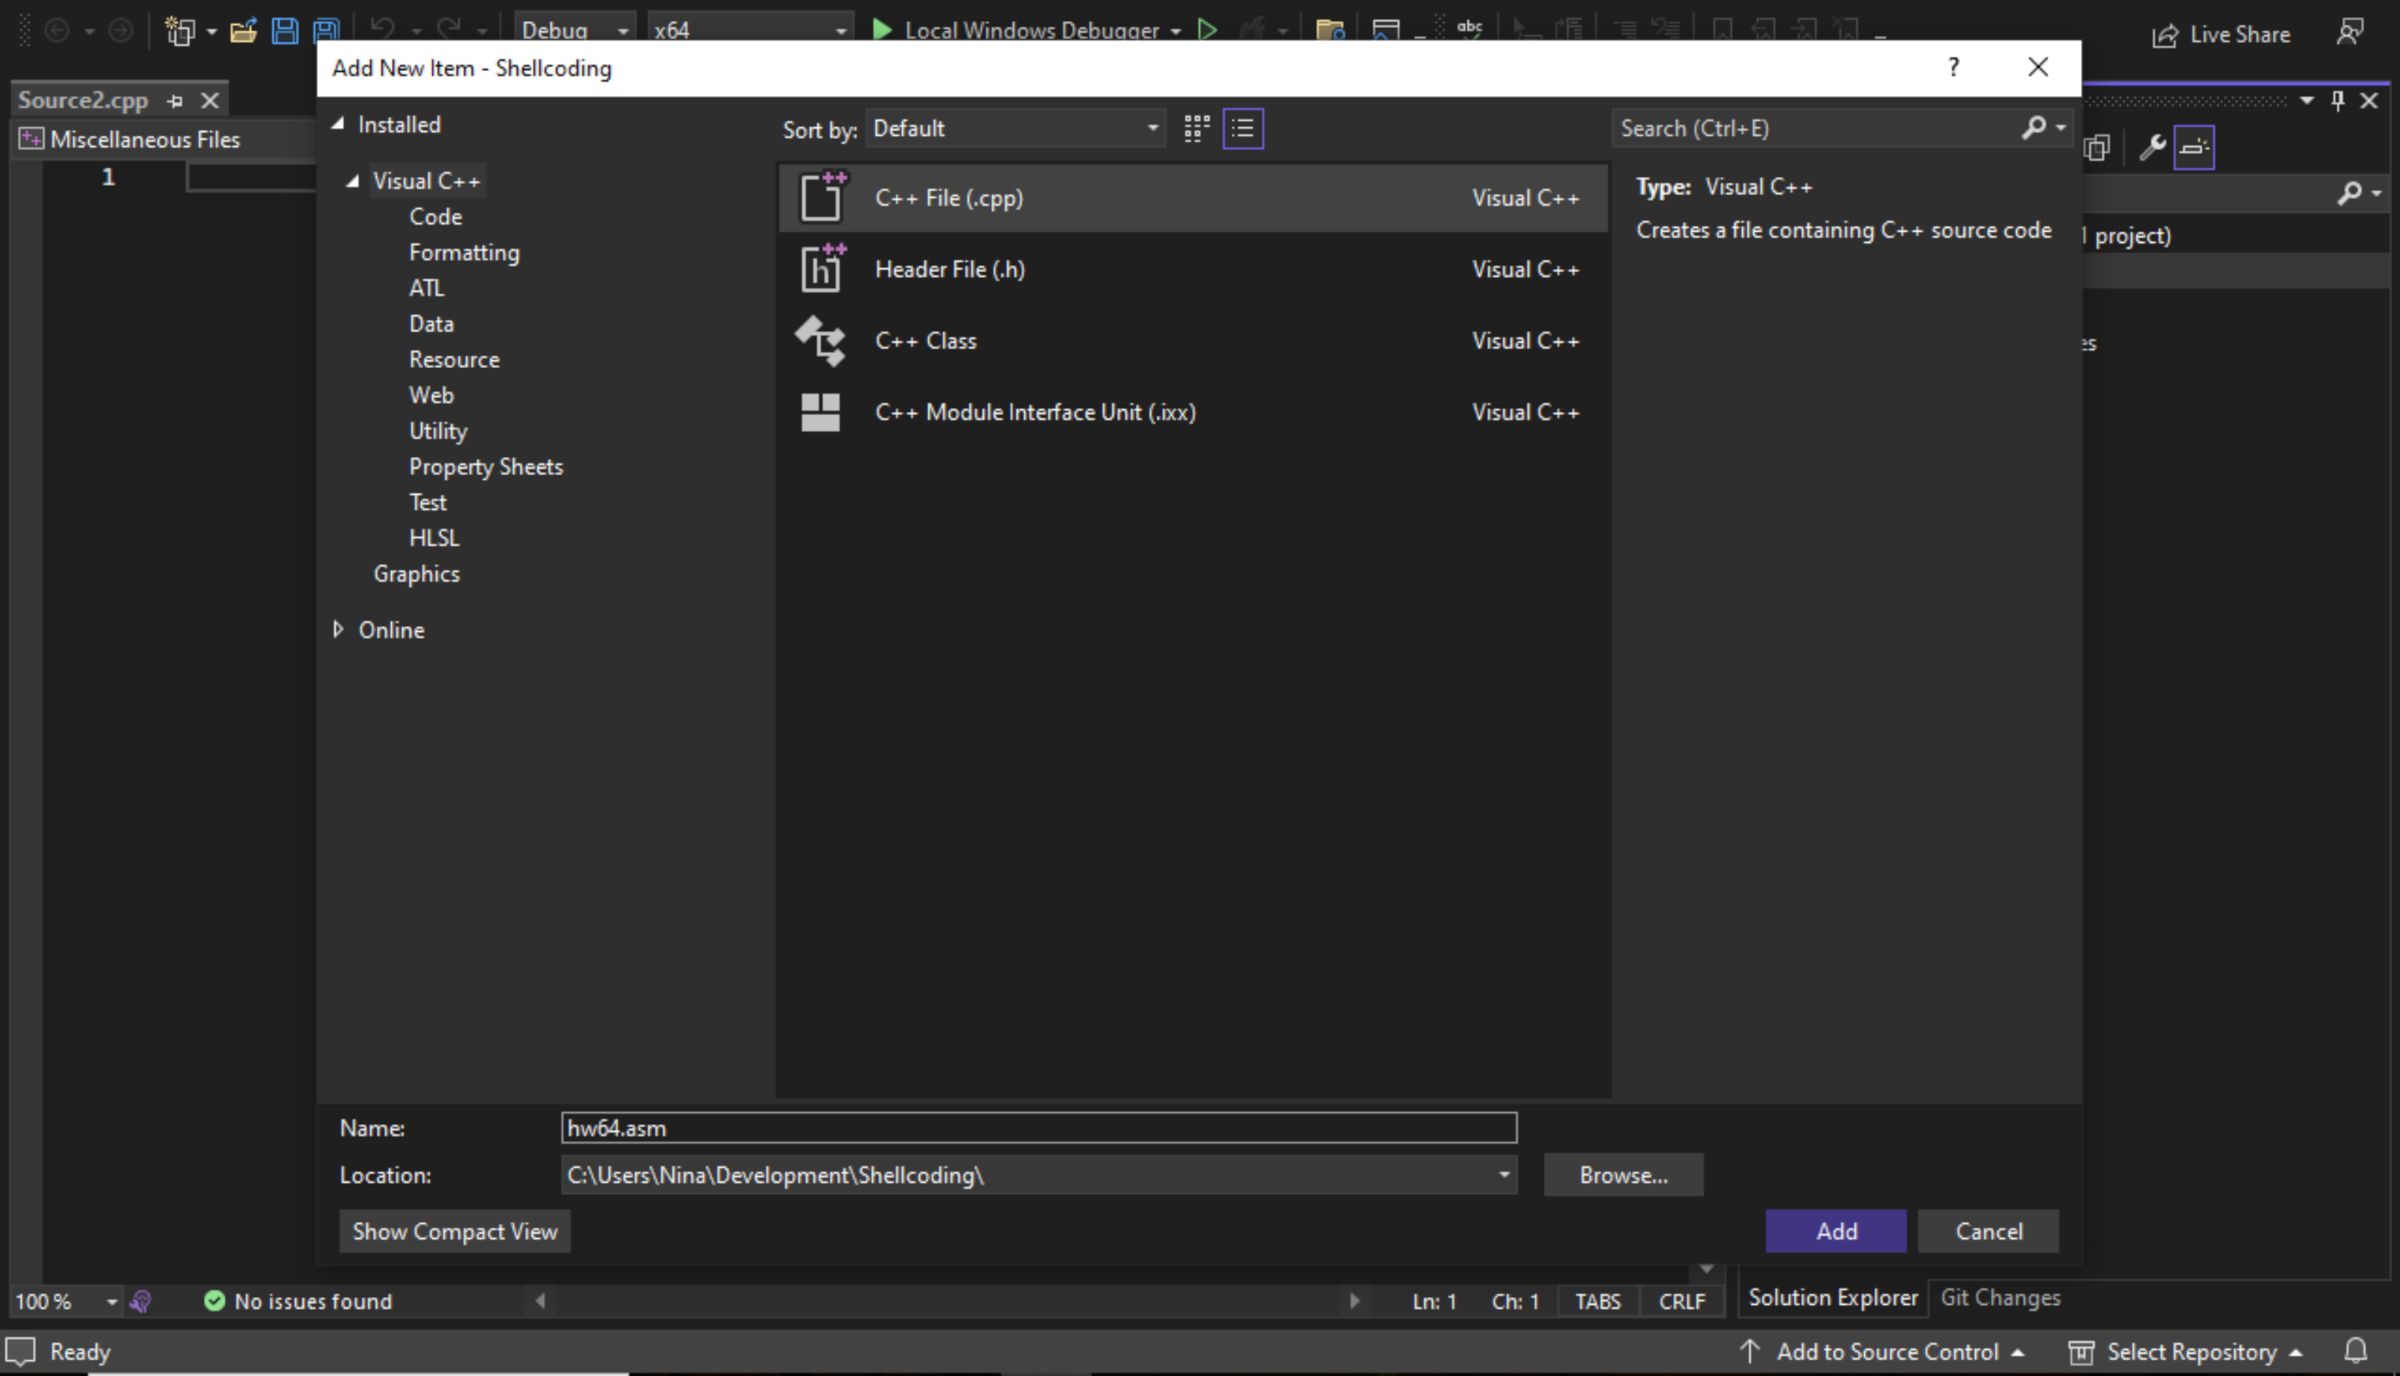 Debug x64 Local Windows Debugger abc Live Share
Add New Item - Shellcoding ?
Source2.cpp
Miscellaneous Files
1
Installed
Visual C++
Code
Formatting
ATL
Data
Resource
Web
Utility
Property Sheets
Test
HLSL
Graphics
Online
Sort by: Default
Search (Ctrl+E)
C++ File (.cpp) Visual C++
Header File (.h) Visual C++
C++ Class Visual C++
C++ Module Interface Unit (.ixx) Visual C++
Type: Visual C++
Creates a file containing C++ source code
project)
es
Name: hw64.asm
Location: C:\Users\Nina\Development\Shellcoding\ Browse...
Show Compact View Add Cancel
100 % No issues found Ln: 1 Ch: 1 TABS CRLF
Solution Explorer Git Changes
Ready Add to Source Control Select Repository